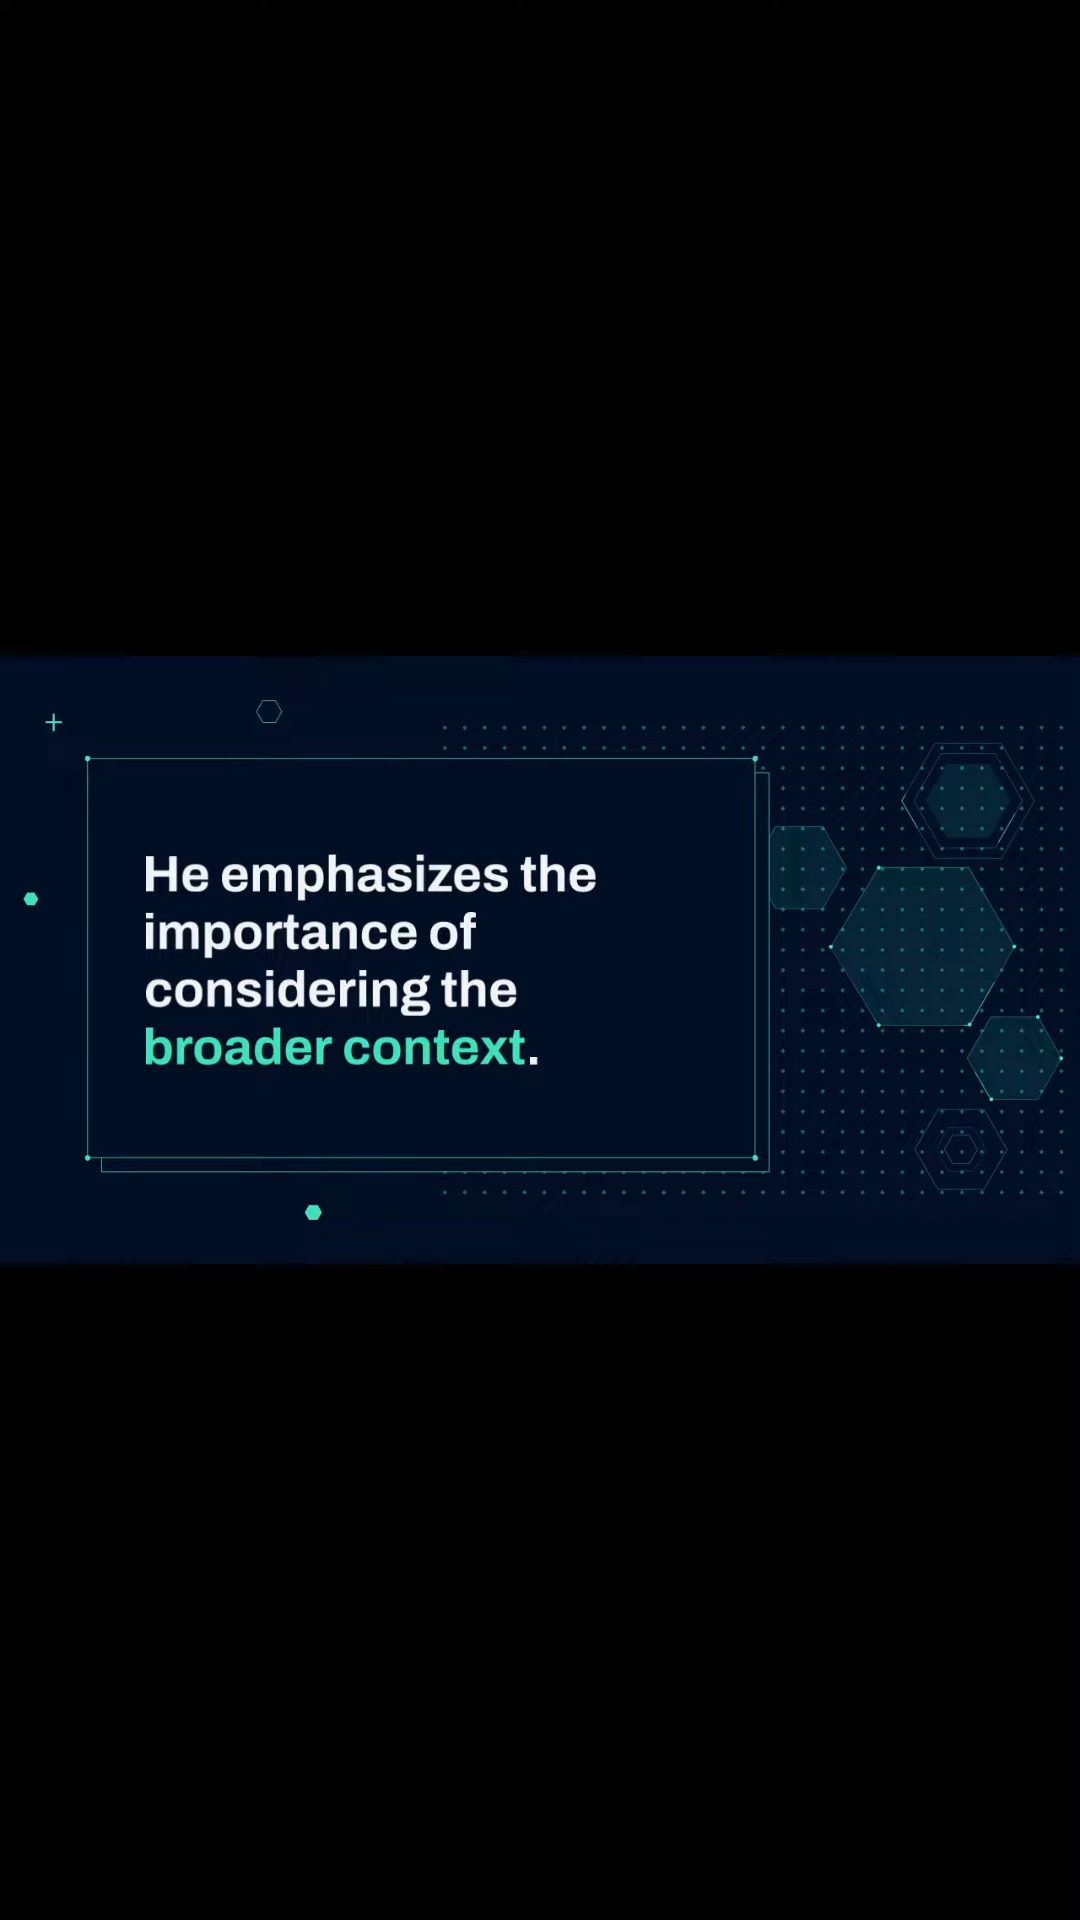 He emphasizes the
importance of
considering the
broader context.